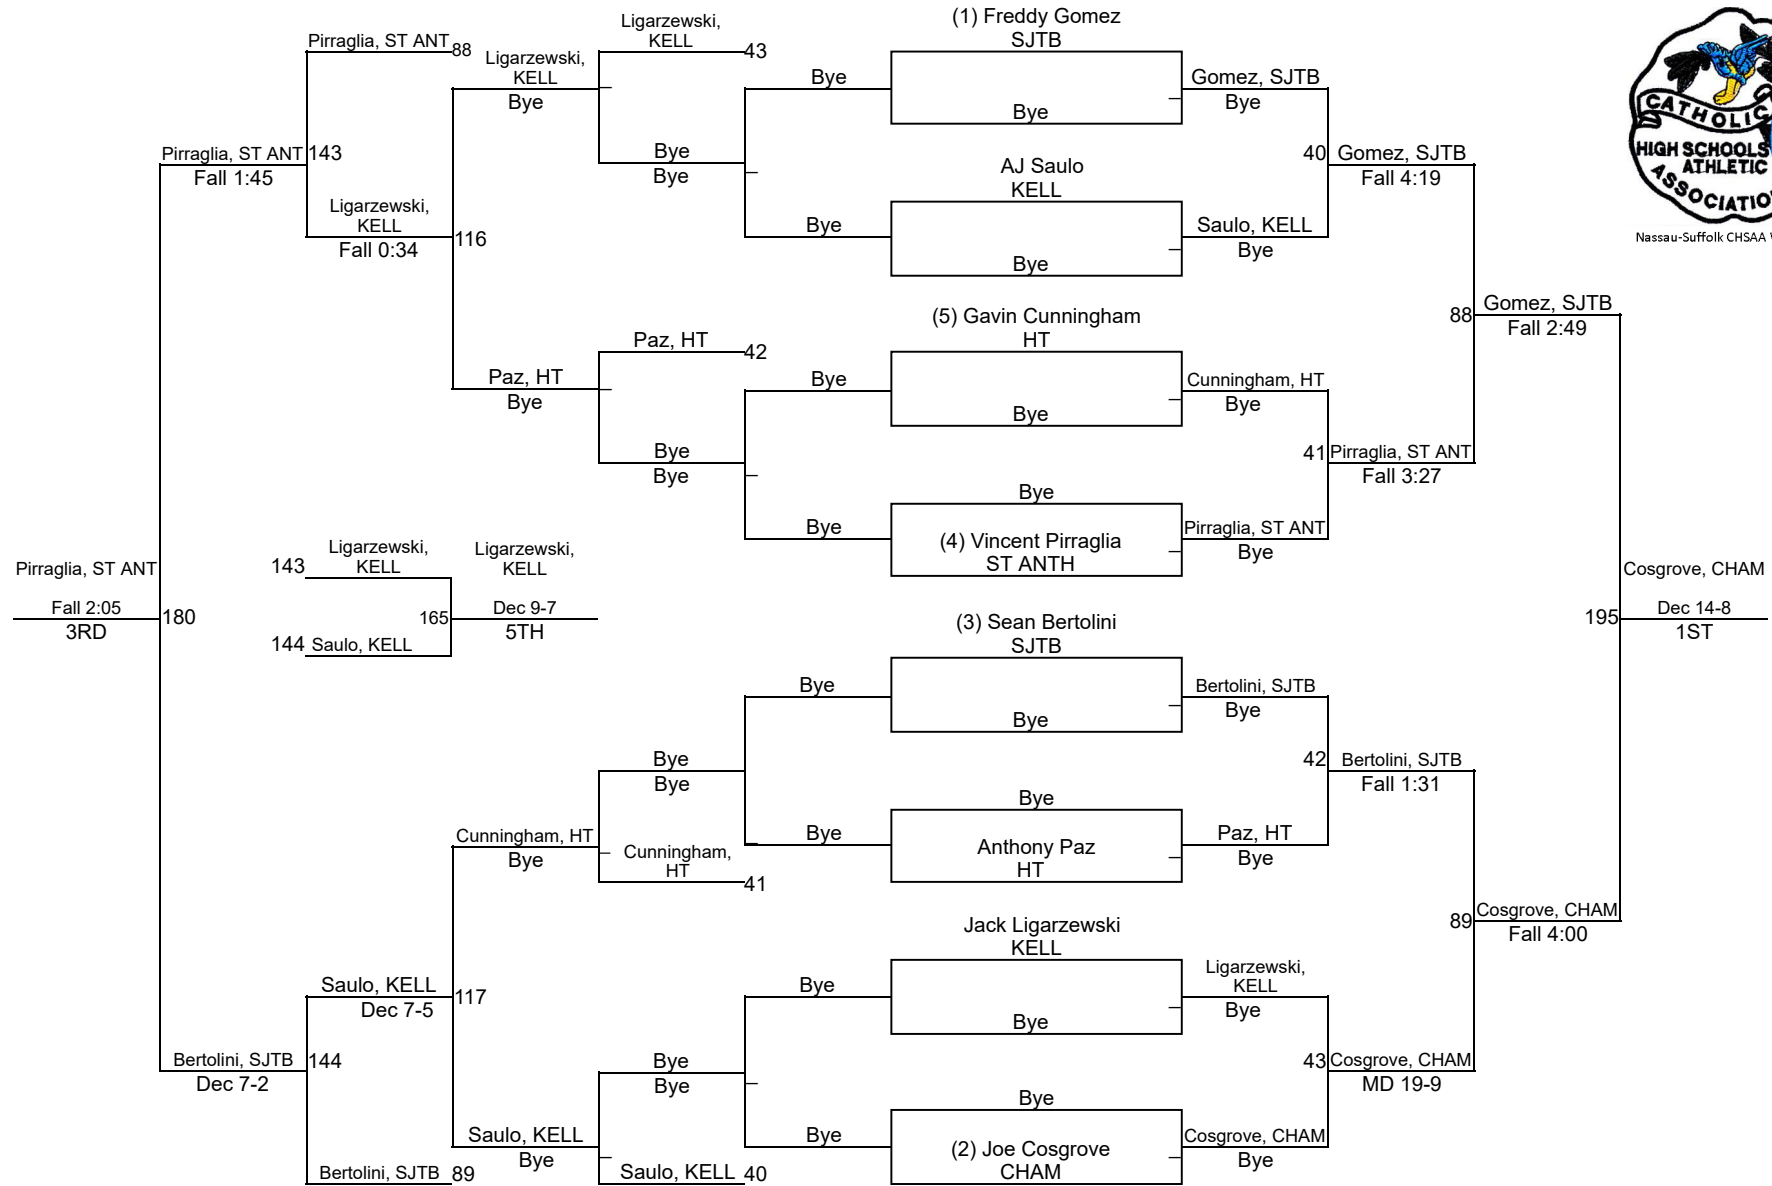 Ligarzewski,
KELL
43
(1) Freddy Gomez
SJTB
Pirraglia, ST ANT
88
Ligarzewski,
KELL
Bye
Bye
Bye
Gomez, SJTB
Bye
CATHOLIC
HIGH SCHOOLS
ATHLETIC
Nassau-Suffolk CHSAA
Pirraglia, ST ANT
143
Fall 1:45
Bye
Bye
AJ Saulo
KELL
40
Gomez, SJTB
Fall 4:19
Ligarzewski,
KELL
116
Fall 0:34
Bye
Bye
Saulo, KELL
Bye
(5) Gavin Cunningham
HT
88
Gomez, SJTB
Fall 2:49
Paz, HT
42
Paz, HT
Bye
Bye
Bye
Cunningham, HT
Bye
Bye
Bye
41
Pirraglia, ST ANT
Fall 3:27
Bye
Bye
(4) Vincent Pirraglia
ST ANTH
Pirraglia, ST ANT
Bye
Pirraglia, ST ANT
Fall 2:05
3RD
180
143
Ligarzewski,
KELL
144
Saulo, KELL
165
Ligarzewski,
KELL
Dec 9-7
5TH
Cosgrove, CHAM
195
Dec 14-8
1ST
(3) Sean Bertolini
SJTB
Bye
Bye
Bertolini, SJTB
Bye
Bye
Bye
42
Bertolini, SJTB
Fall 1:31
Cunningham, HT
Bye
Cunningham,
HT
41
Bye
Bye
Anthony Paz
HT
Paz, HT
Bye
89
Cosgrove, CHAM
Fall 4:00
Jack Ligarzewski
KELL
Saulo, KELL
117
Dec 7-5
Bye
Bye
Ligarzewski,
KELL
Bye
Bertolini, SJTB
144
Dec 7-2
Bye
Bye
43
Cosgrove, CHAM
MD 19-9
Saulo, KELL
Bye
Bye
Bye
(2) Joe Cosgrove
CHAM
Cosgrove, CHAM
Bye
Bertolini, SJTB
89
Saulo, KELL
40